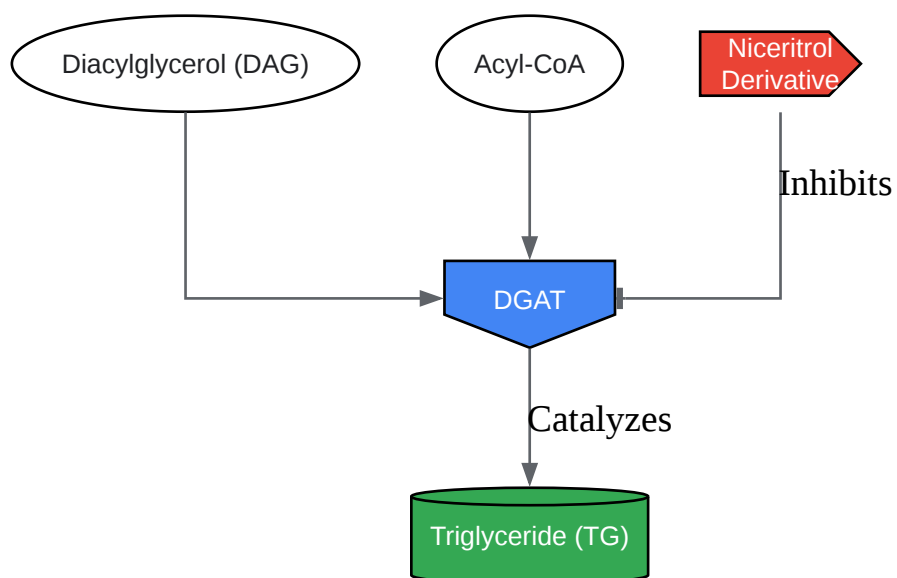 Diacylglycerol (DAG)
Acyl-CoA
Niceritrol
Derivative
Inhibits
DGAT
Catalyzes
Triglyceride (TG)